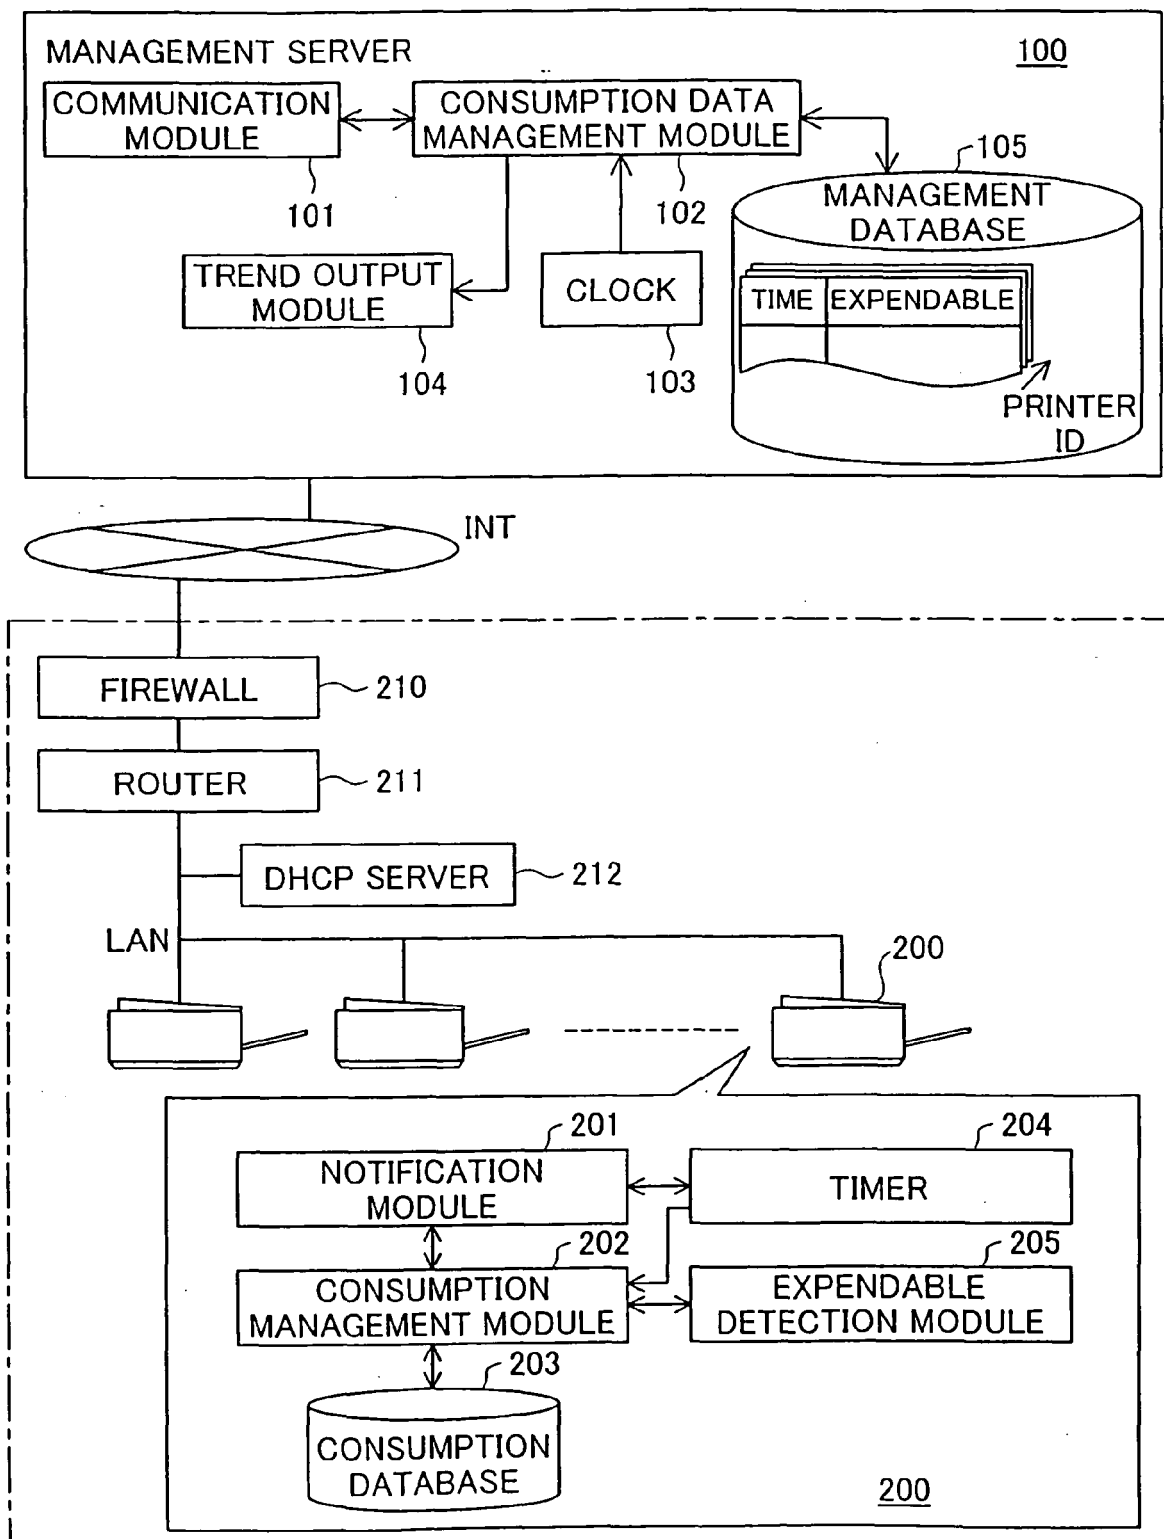 MANAGEMENT SERVER
100
COMMUNICATION
MODULE
101
CONSUMPTION DATA
MANAGEMENT MODULE
102
105
MANAGEMENT
DATABASE
TREND OUTPUT
MODULE
104
CLOCK
103
TIME EXPENDABLE
PRINTER
ID
INT
FIREWALL
210
ROUTER
211
DHCP SERVER
212
LAN
200
201
NOTIFICATION
MODULE
204
TIMER
202
CONSUMPTION
MANAGEMENT MODULE
205
EXPENDABLE
DETECTION MODULE
203
CONSUMPTION
DATABASE
200